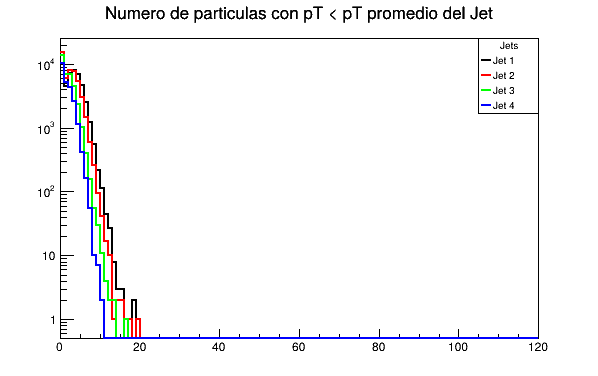 Numero de particulas con pT < pT promedio del Jet
Jets
Jet 1
Jet 2
Jet 3
Jet 4
10^4
10^3
10^2
10
1
0 20 40 60 80 100 120